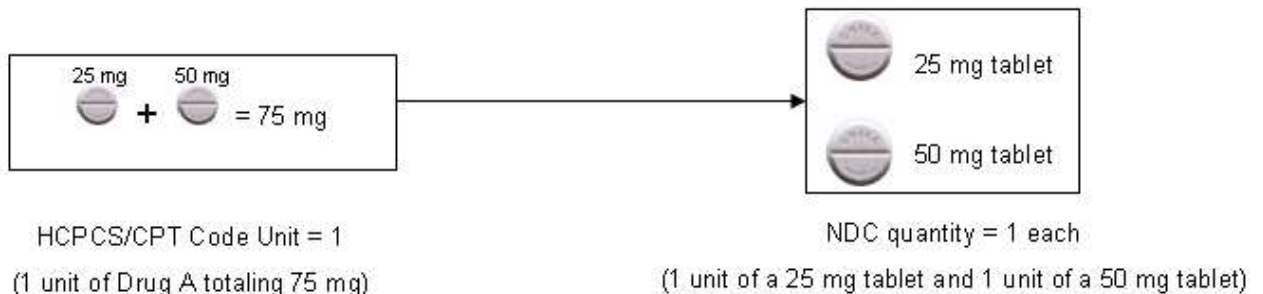 25 mg 50 mg
+ = 75 mg
25 mg tablet
50 mg tablet
HCPCS/CPT Code Unit = 1
(1 unit of Drug A totaling 75 mg)
NDC quantity = 1 each
(1 unit of a 25 mg tablet and 1 unit of a 50 mg tablet)